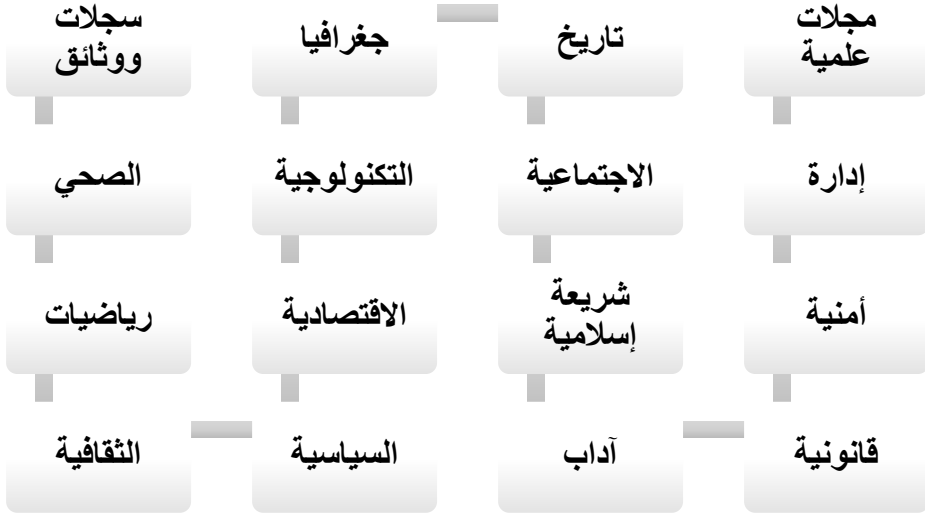 مجلات
علمية
تاريخ
جغرافيا
سجلات
ووثائق
إدارة
الاجتماعية
التكنولوجية
الصحي
أمنية
شريعة
إسلامية
الاقتصادية
رياضيات
قانونية
آداب
السياسية
الثقافية